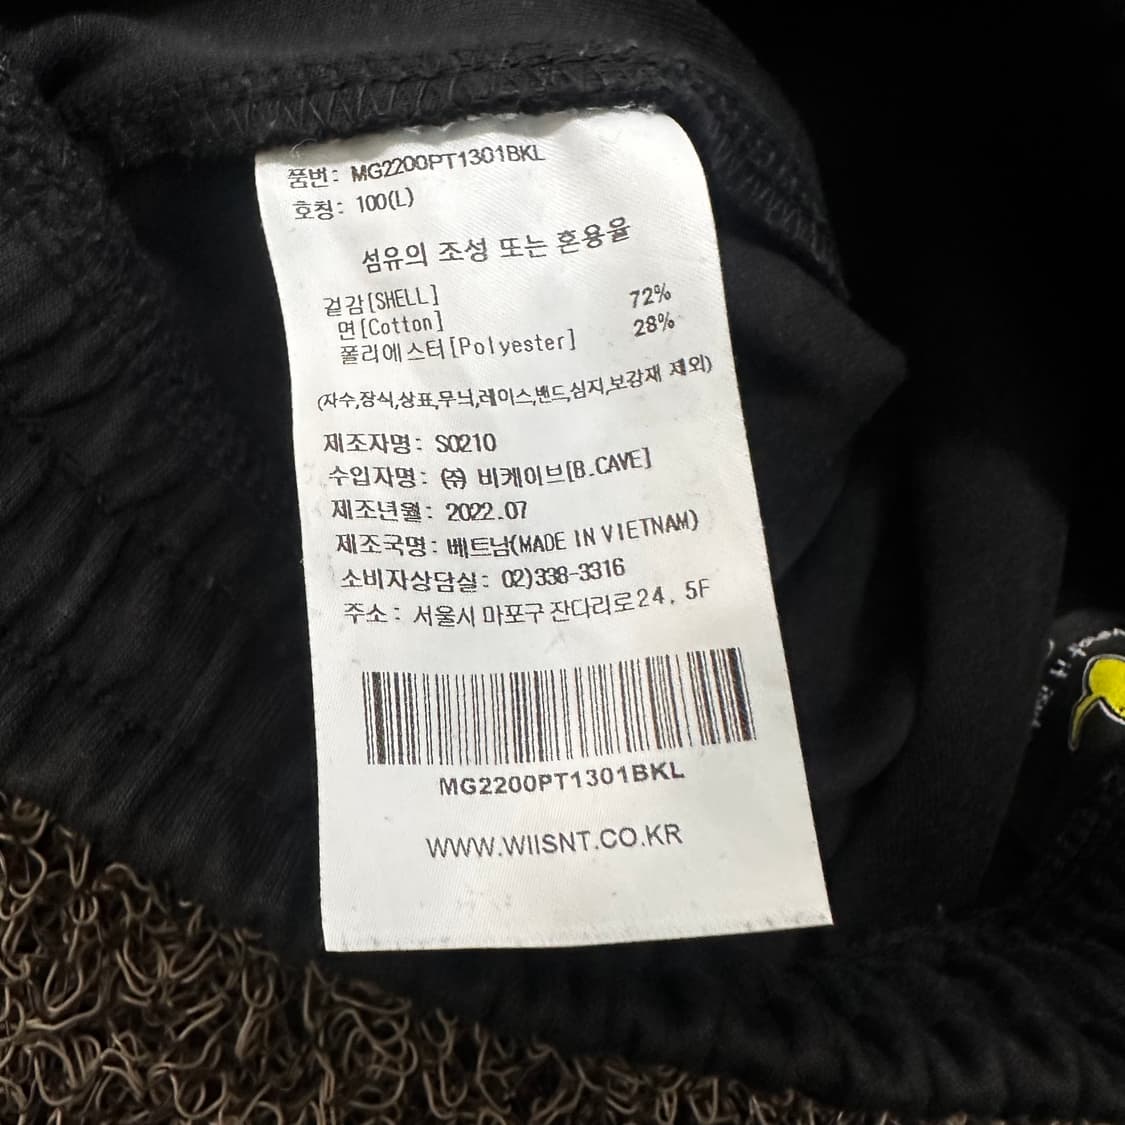 품번: MG2200PT1301BKL
호칭: 100(L)
섬유의 조성 또는 혼용율
겉감[SHELL]
면[Cotton] 72%
폴리에스터[Polyester] 28%
(자수,장식,상표,무늬,레이스,밴드,심지,보강재 제외)
제조자명: S0210
수입자명: ㈜ 비케이브[B.CAVE]
제조년월: 2022.07
제조국명: 베트남(MADE IN VIETNAM)
소비자상담실: 02)338-3316
주소: 서울시 마포구 잔다리로24, 5F
MG2200PT1301BKL
WWW.WIISNT.CO.KR